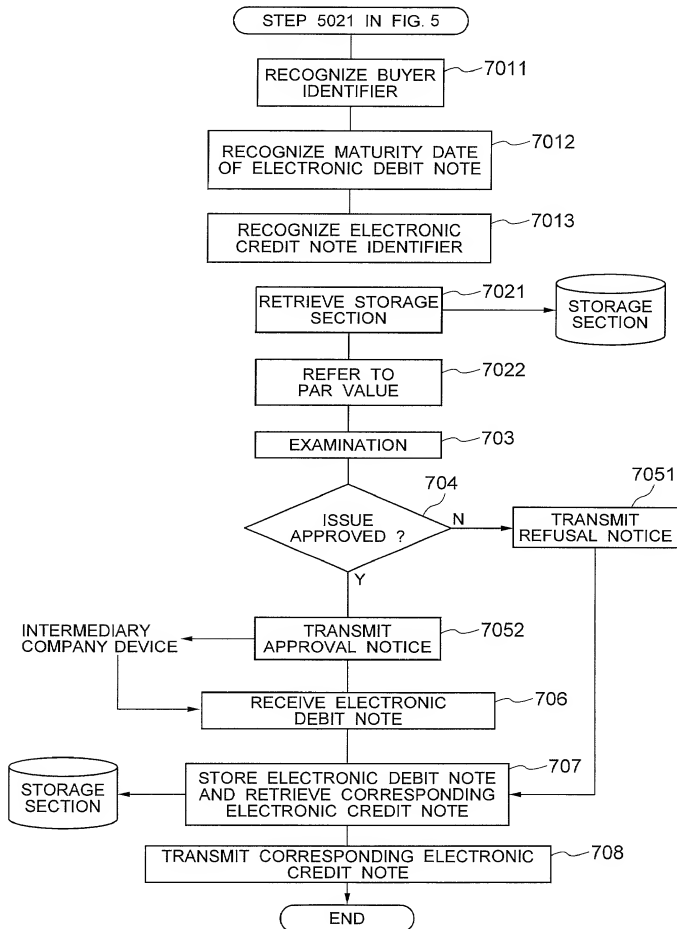 STEP 5021 IN FIG. 5
RECOGNIZE BUYER
IDENTIFIER
7011
RECOGNIZE MATURITY DATE
OF ELECTRONIC DEBIT NOTE
7012
RECOGNIZE ELECTRONIC
CREDIT NOTE IDENTIFIER
7013
RETRIEVE STORAGE
SECTION
7021
STORAGE
SECTION
REFER TO
PAR VALUE
7022
EXAMINATION
703
ISSUE
APPROVED ?
704
N
Y
TRANSMIT
REFUSAL NOTICE
7051
TRANSMIT
APPROVAL NOTICE
7052
INTERMEDIARY
COMPANY DEVICE
RECEIVE ELECTRONIC
DEBIT NOTE
706
STORE ELECTRONIC DEBIT NOTE
AND RETRIEVE CORRESPONDING
ELECTRONIC CREDIT NOTE
707
STORAGE
SECTION
TRANSMIT CORRESPONDING ELECTRONIC
CREDIT NOTE
708
END